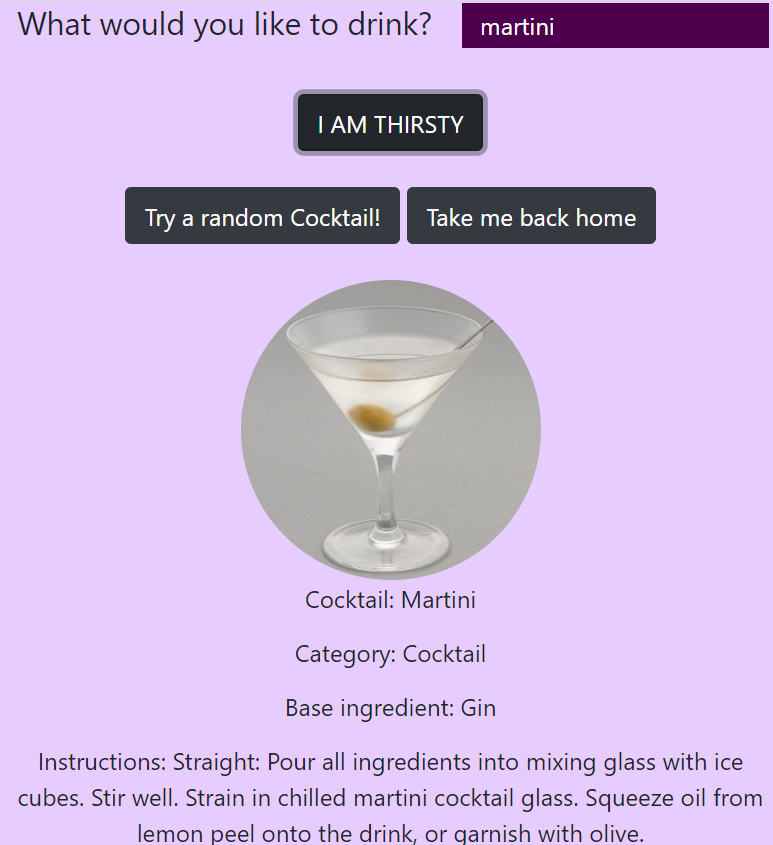 What would you like to drink? martini
I AM THIRSTY
Try a random Cocktail! Take me back home
Cocktail: Martini
Category: Cocktail
Base ingredient: Gin
Instructions: Straight: Pour all ingredients into mixing glass with ice
cubes. Stir well. Strain in chilled martini cocktail glass. Squeeze oil from
lemon peel onto the drink, or garnish with olive.